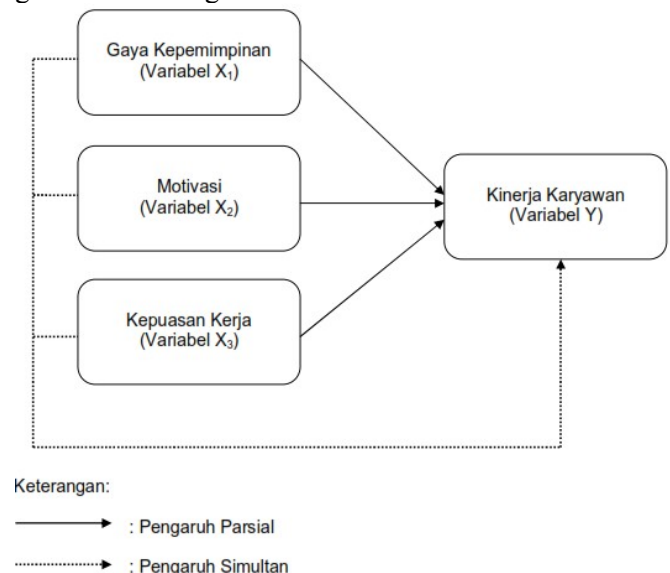 Gaya Kepemimpinan
(Variabel X₁)
Motivasi
(Variabel X₂)
Kepuasan Kerja
(Variabel X₃)
Kinerja Karyawan
(Variabel Y)
Keterangan:
: Pengaruh Parsial
: Pengaruh Simultan